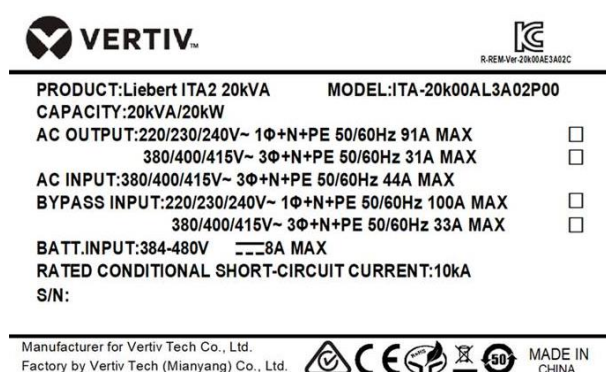 VERTIV™
R-REM-Ver-20k00AE3A02C
PRODUCT:Liebert ITA2 20kVA MODEL:ITA-20k00AL3A02P00
CAPACITY:20kVA/20kW
AC OUTPUT:220/230/240V~ 1Φ+N+PE 50/60Hz 91A MAX
380/400/415V~ 3Φ+N+PE 50/60Hz 31A MAX
AC INPUT:380/400/415V~ 3Φ+N+PE 50/60Hz 44A MAX
BYPASS INPUT:220/230/240V~ 1Φ+N+PE 50/60Hz 100A MAX
380/400/415V~ 3Φ+N+PE 50/60Hz 33A MAX
BATT.INPUT:384-480V ⎓8A MAX
RATED CONDITIONAL SHORT-CIRCUIT CURRENT:10kA
S/N:
Manufacturer for Vertiv Tech Co., Ltd.
Factory by Vertiv Tech (Mianyang) Co., Ltd.
CE
RoHS
50
MADE IN
CHINA